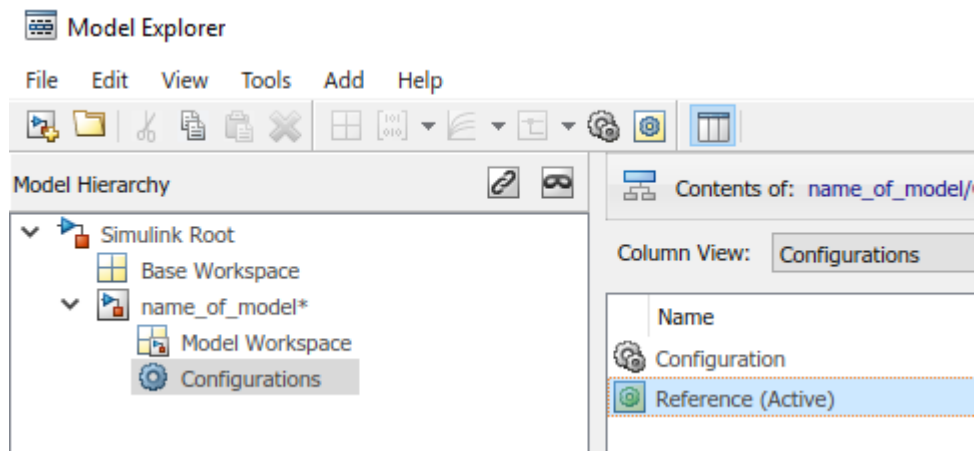 Model Explorer
File Edit View Tools Add Help
Model Hierarchy
Contents of: name_of_model/
Simulink Root
Column View: Configurations
Base Workspace
name_of_model*
Name
Model Workspace
Configuration
Configurations
Reference (Active)